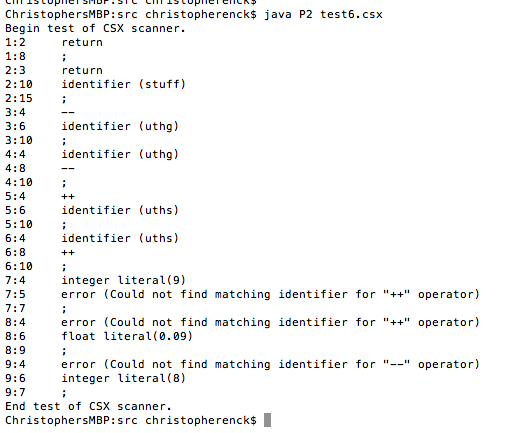 ChristophersMBP:src christopherenck$
ChristophersMBP:src christopherenck$ java P2 test6.csx
Begin test of CSX scanner.
1:2 return
1:8 ;
2:3 return
2:10 identifier (stuff)
2:15 ;
3:4 --
3:6 identifier (uthg)
3:10 ;
4:4 identifier (uthg)
4:8 --
4:10 ;
5:4 ++
5:6 identifier (uths)
5:10 ;
6:4 identifier (uths)
6:8 ++
6:10 ;
7:4 integer literal(9)
7:5 error (Could not find matching identifier for "++" operator)
7:7 ;
8:4 error (Could not find matching identifier for "++" operator)
8:6 float literal(0.09)
8:9 ;
9:4 error (Could not find matching identifier for "--" operator)
9:6 integer literal(8)
9:7 ;
End test of CSX scanner.
ChristophersMBP:src christopherenck$